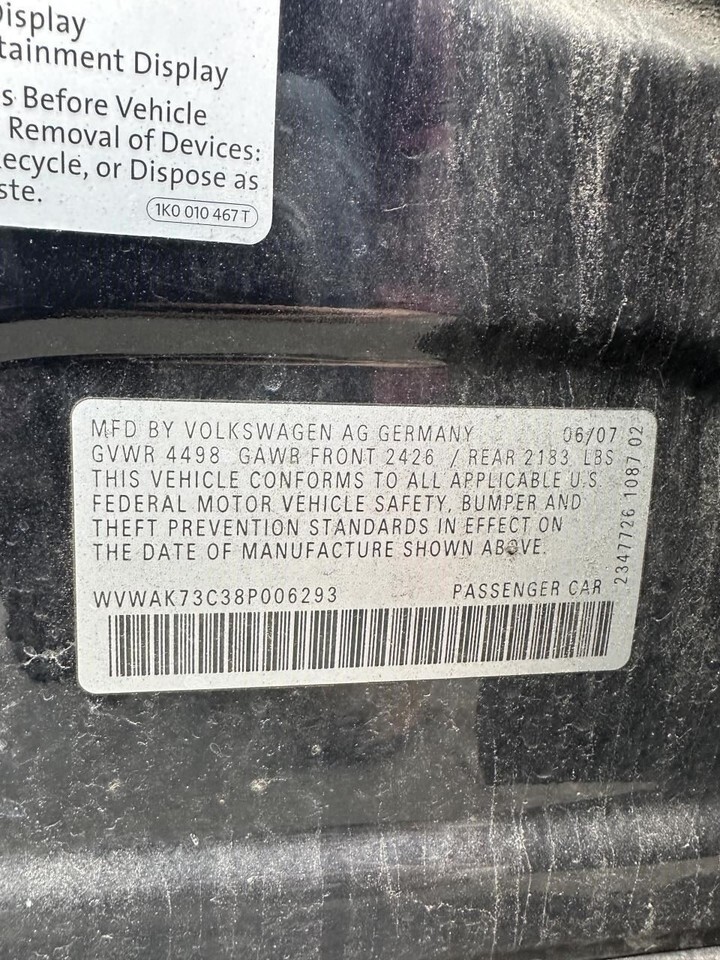 Display
tainment Display
s Before Vehicle
Removal of Devices:
Recycle, or Dispose as
ste.
1K0 010 467 T
MFD BY VOLKSWAGEN AG GERMANY 06/07
GVWR 4498 GAWR FRONT 2426 / REAR 2183 LBS
THIS VEHICLE CONFORMS TO ALL APPLICABLE U.S.
FEDERAL MOTOR VEHICLE SAFETY, BUMPER AND
THEFT PREVENTION STANDARDS IN EFFECT ON
THE DATE OF MANUFACTURE SHOWN ABOVE.
WVWAK73C38P006293 PASSENGER CAR
2347726 1087 02